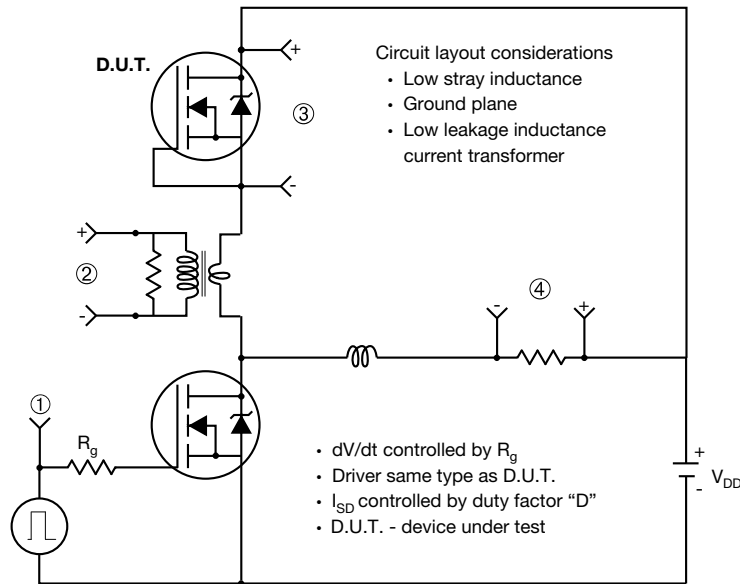 D.U.T.
+
Circuit layout considerations
• Low stray inductance
• Ground plane
• Low leakage inductance
current transformer
③
-
+
②
-
④
-
+
①
R_g
• dV/dt controlled by R_g
• Driver same type as D.U.T.
• I_SD controlled by duty factor “D”
• D.U.T. - device under test
+
V_DD
-